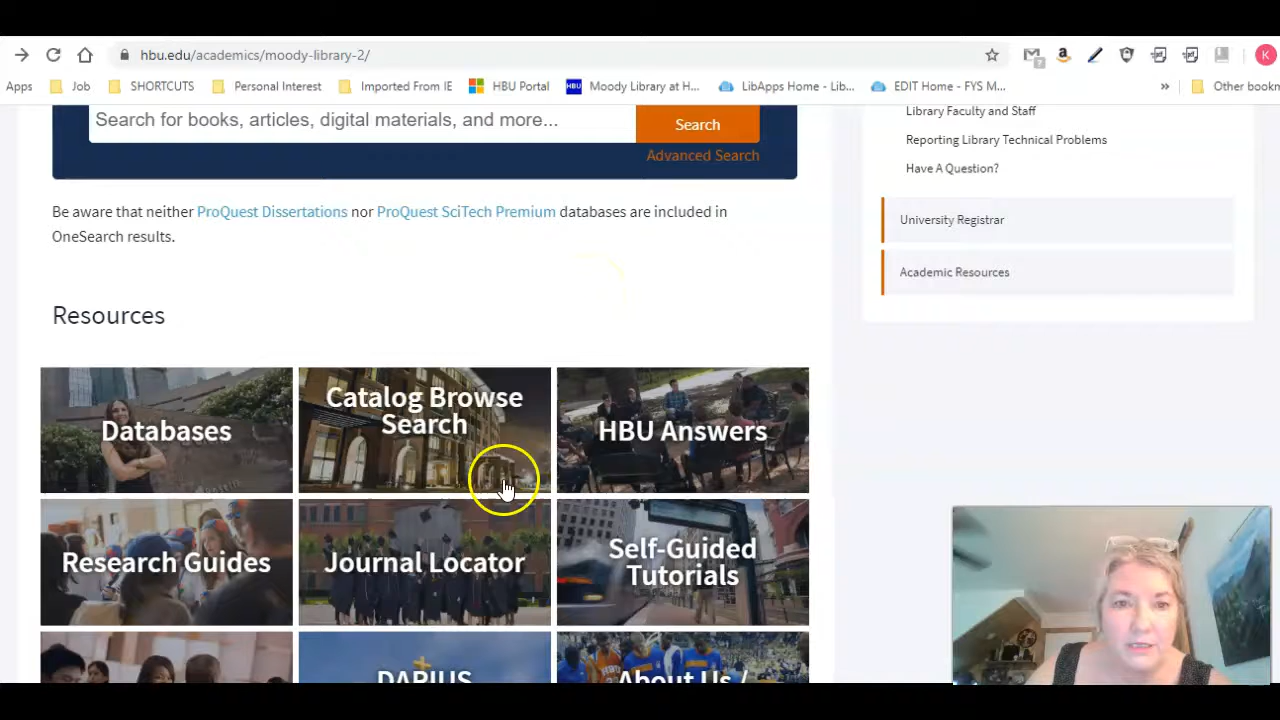 hbu.edu/academics/moody-library-2/
K
Apps Job SHORTCUTS Personal Interest Imported From IE HBU Portal HBU Moody Library at H... LibApps Home - Lib... EDIT Home - FYS M... » Other bookm
Search for books, articles, digital materials, and more...
Search
Advanced Search
Be aware that neither ProQuest Dissertations nor ProQuest SciTech Premium databases are included in
OneSearch results.
Resources
Databases
Catalog Browse
Search
HBU Answers
Research Guides
Journal Locator
Self-Guided
Tutorials
DARIUS
About Us /
Library Faculty and Staff
Reporting Library Technical Problems
Have A Question?
University Registrar
Academic Resources